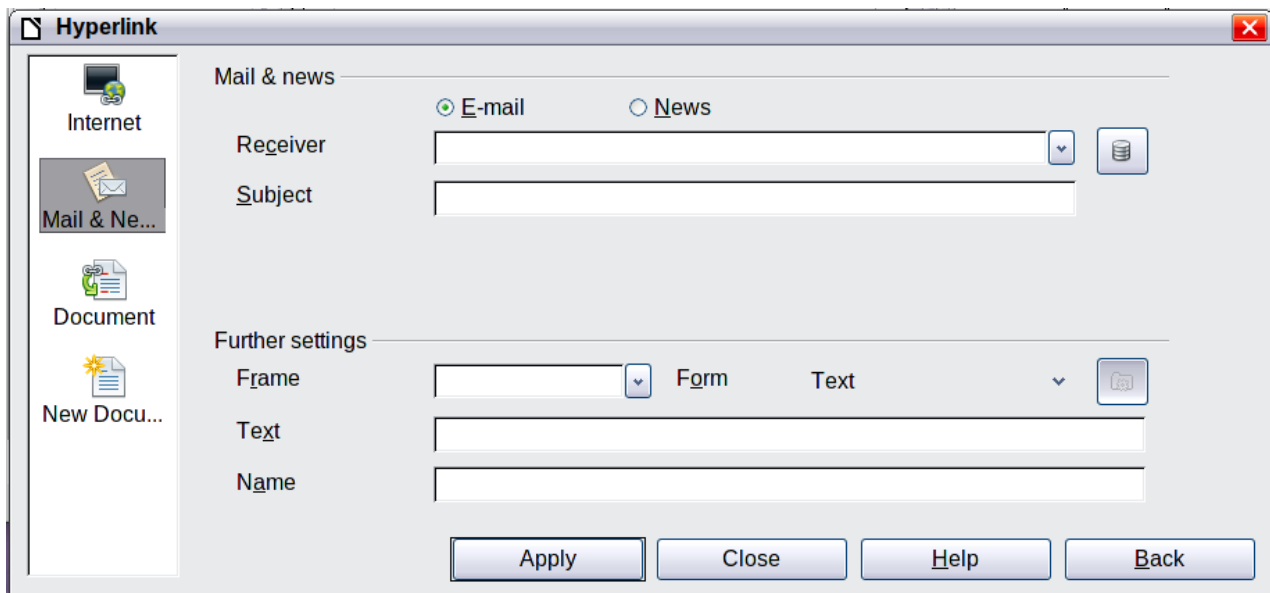 Hyperlink
Internet
Mail & Ne...
Document
New Docu...
Mail & news
E-mail News
Receiver
Subject
Further settings
Frame Form Text
Text
Name
Apply Close Help Back